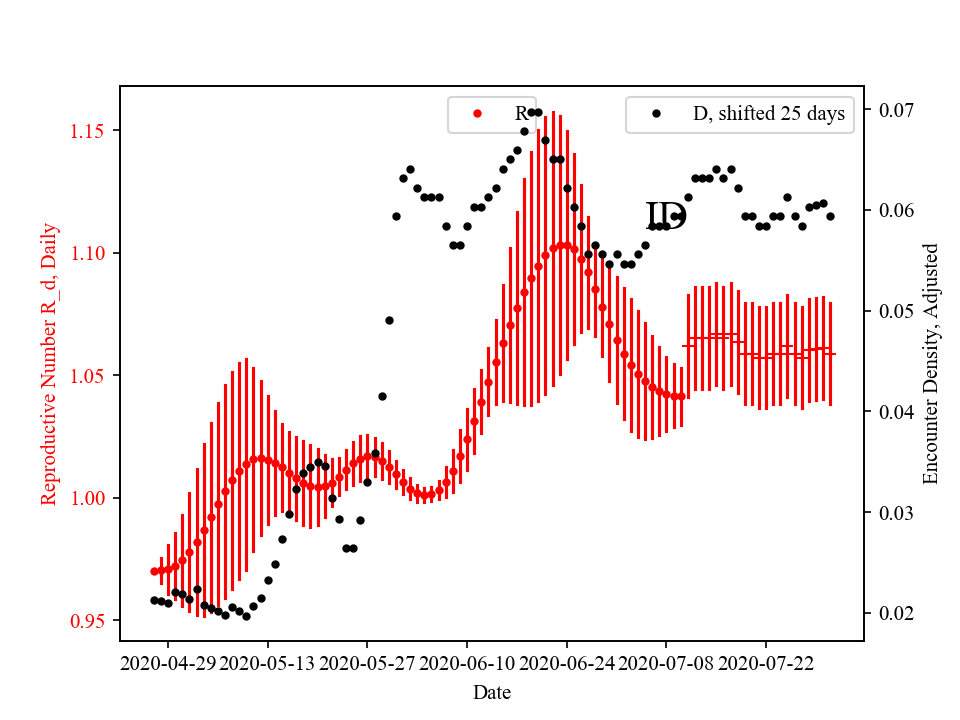 R
D, shifted 25 days
ID
Reproductive Number R_d, Daily
1.15
1.10
1.05
1.00
0.95
Encounter Density, Adjusted
0.07
0.06
0.05
0.04
0.03
0.02
2020-04-29 2020-05-13 2020-05-27 2020-06-10 2020-06-24 2020-07-08 2020-07-22
Date